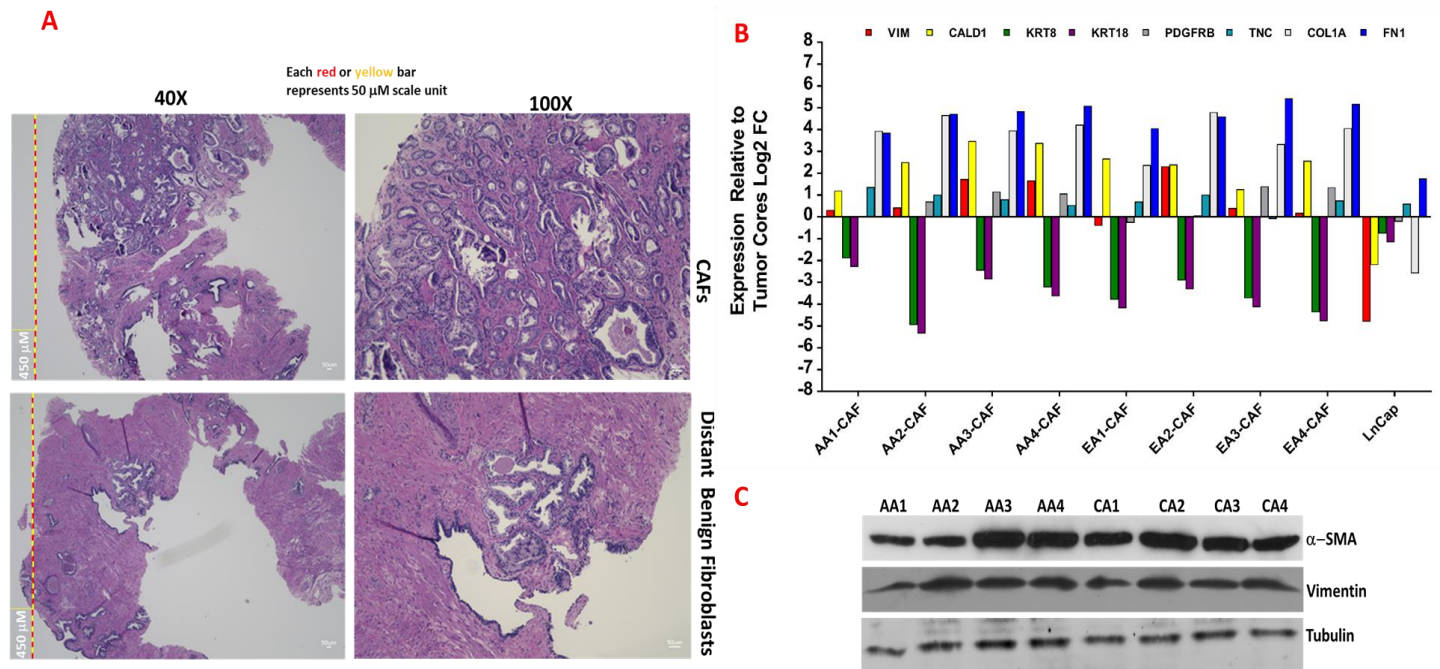 A
Each red or yellow bar
represents 50 µM scale unit
40X
100X
450 µM
50µm
CAFs
450 µM
50µm
50µm
Distant Benign Fibroblasts
B
VIM CALD1 KRT8 KRT18 PDGFRB TNC COL1A FN1
Expression Relative to
Tumor Cores Log2 FC
8
7
6
5
4
3
2
1
0
-1
-2
-3
-4
-5
-6
-7
-8
AA1-CAF
AA2-CAF
AA3-CAF
AA4-CAF
EA1-CAF
EA2-CAF
EA3-CAF
EA4-CAF
LnCap
C
AA1 AA2 AA3 AA4 CA1 CA2 CA3 CA4
α–SMA
Vimentin
Tubulin